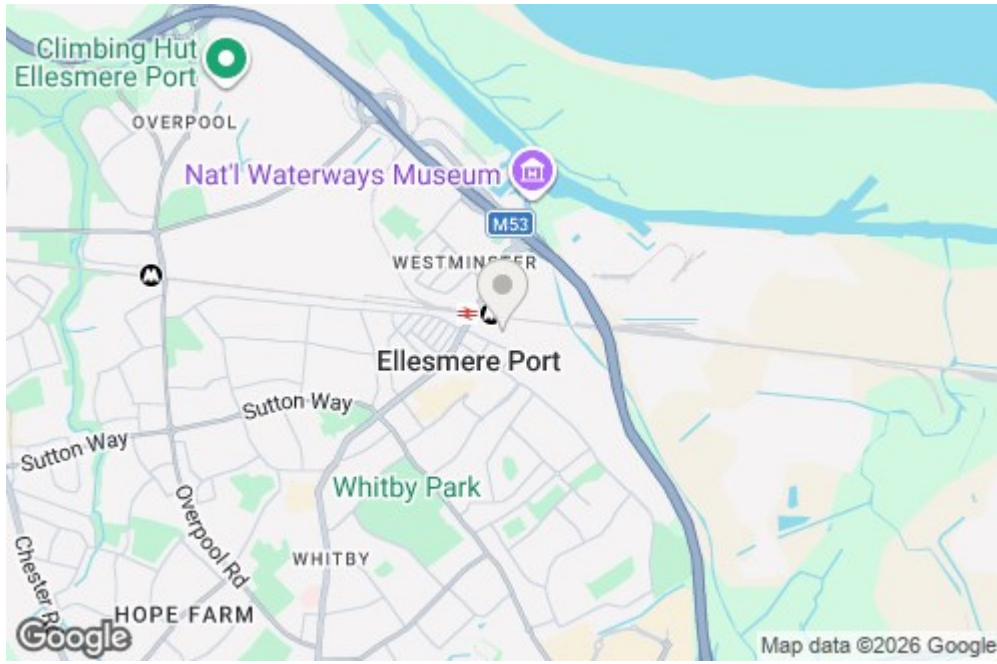 Climbing Hut
Ellesmere Port
OVERPOOL
Nat'l Waterways Museum
M53
WESTMINSTER
Ellesmere Port
Sutton Way
Sutton Way
Whitby Park
Overpool Rd
WHITBY
Chester R
HOPE FARM
Google
Map data ©2026 Google